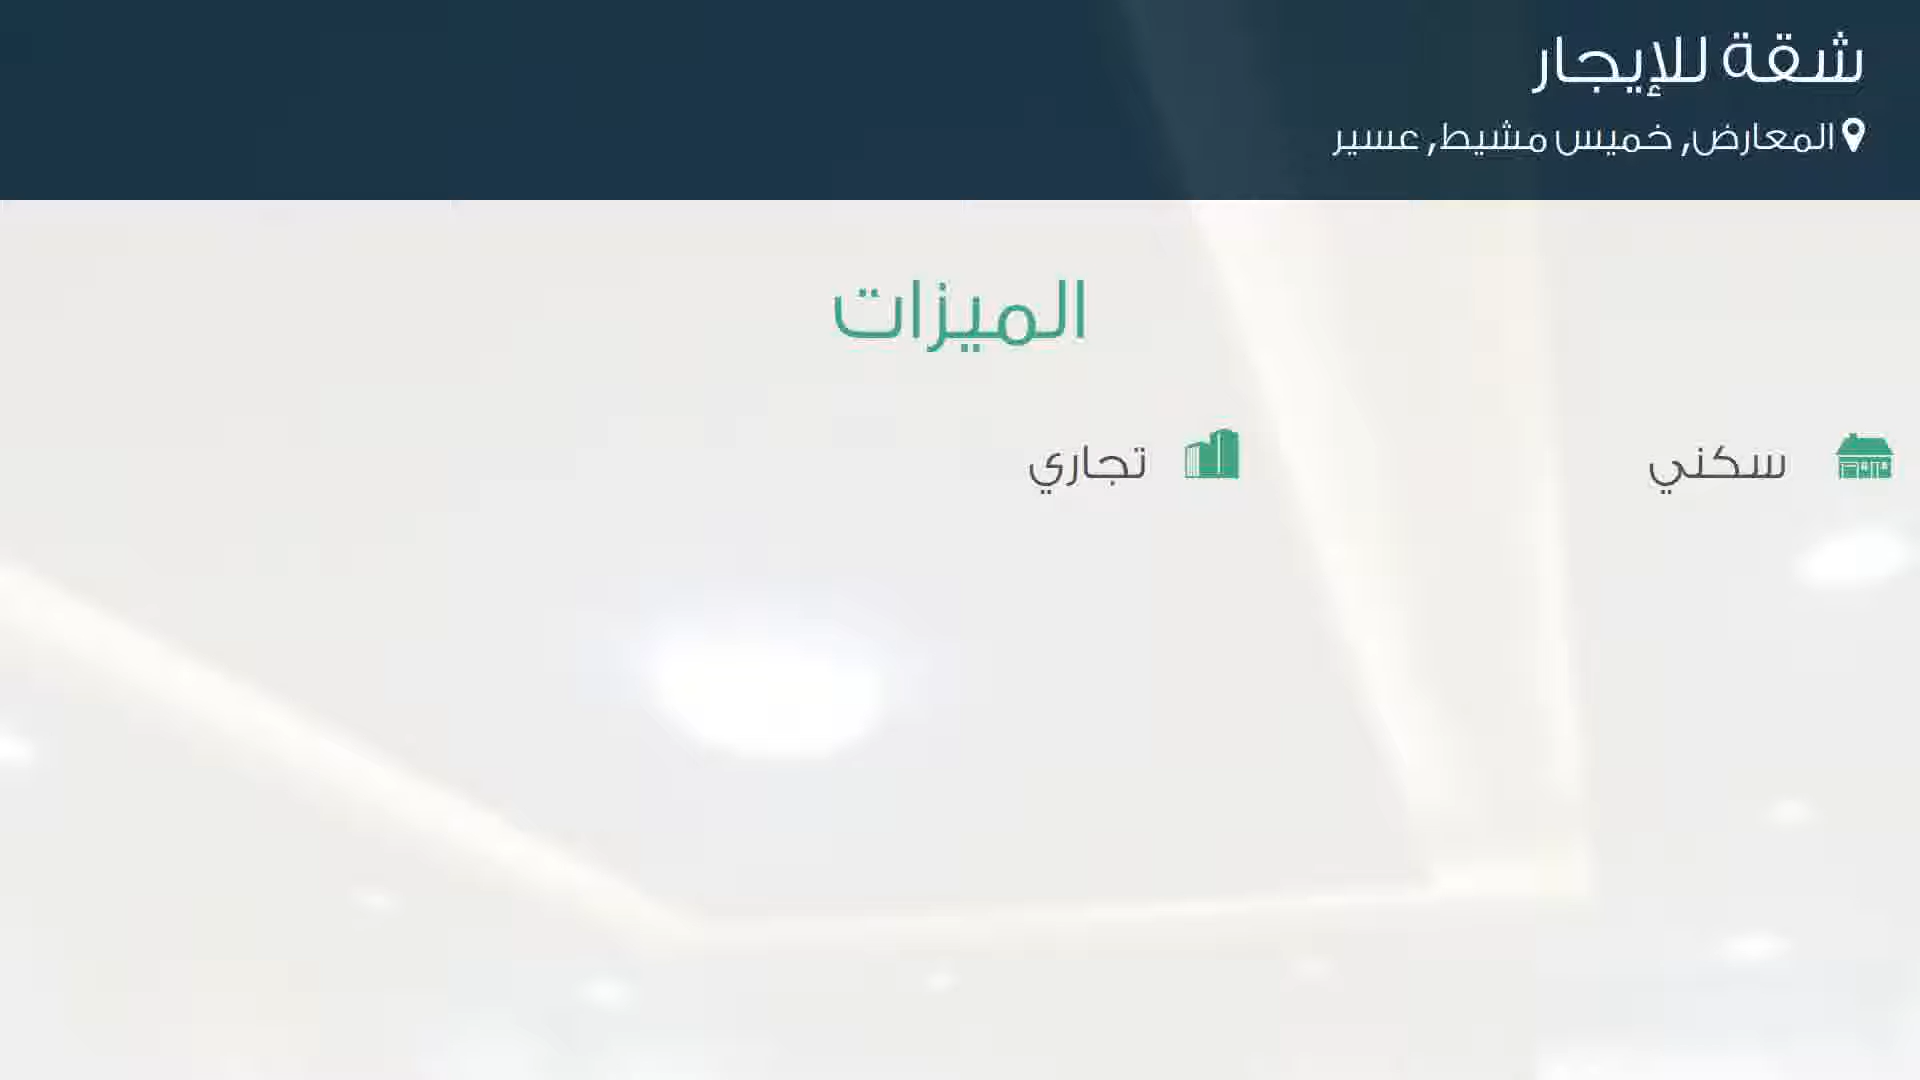 شقة للإيجار
المعارض, خميس مشيط, عسير
الميزات
سكني
تجاري